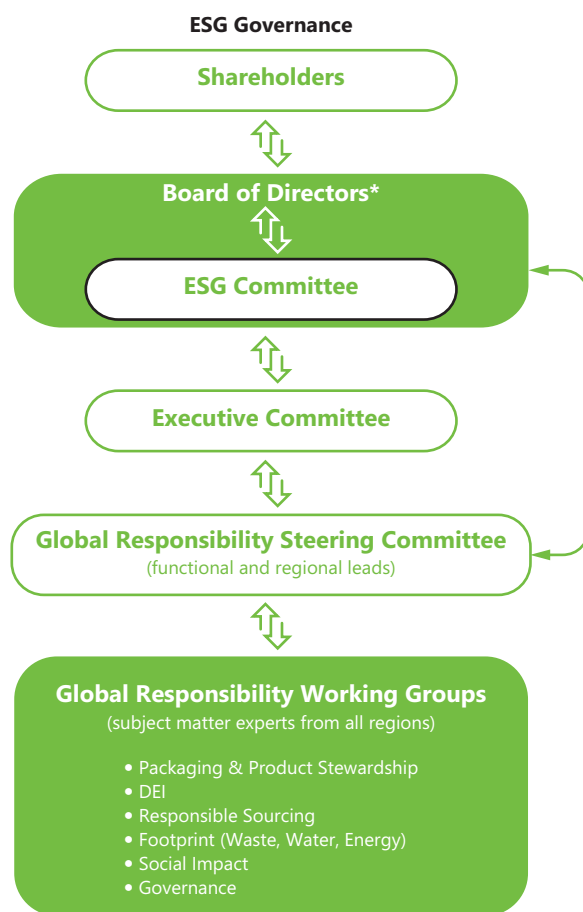 ESG Governance
Shareholders
Board of Directors*
ESG Committee
Executive Committee
Global Responsibility Steering Committee
(functional and regional leads)
Global Responsibility Working Groups
(subject matter experts from all regions)
• Packaging & Product Stewardship
• DEI
• Responsible Sourcing
• Footprint (Waste, Water, Energy)
• Social Impact
• Governance